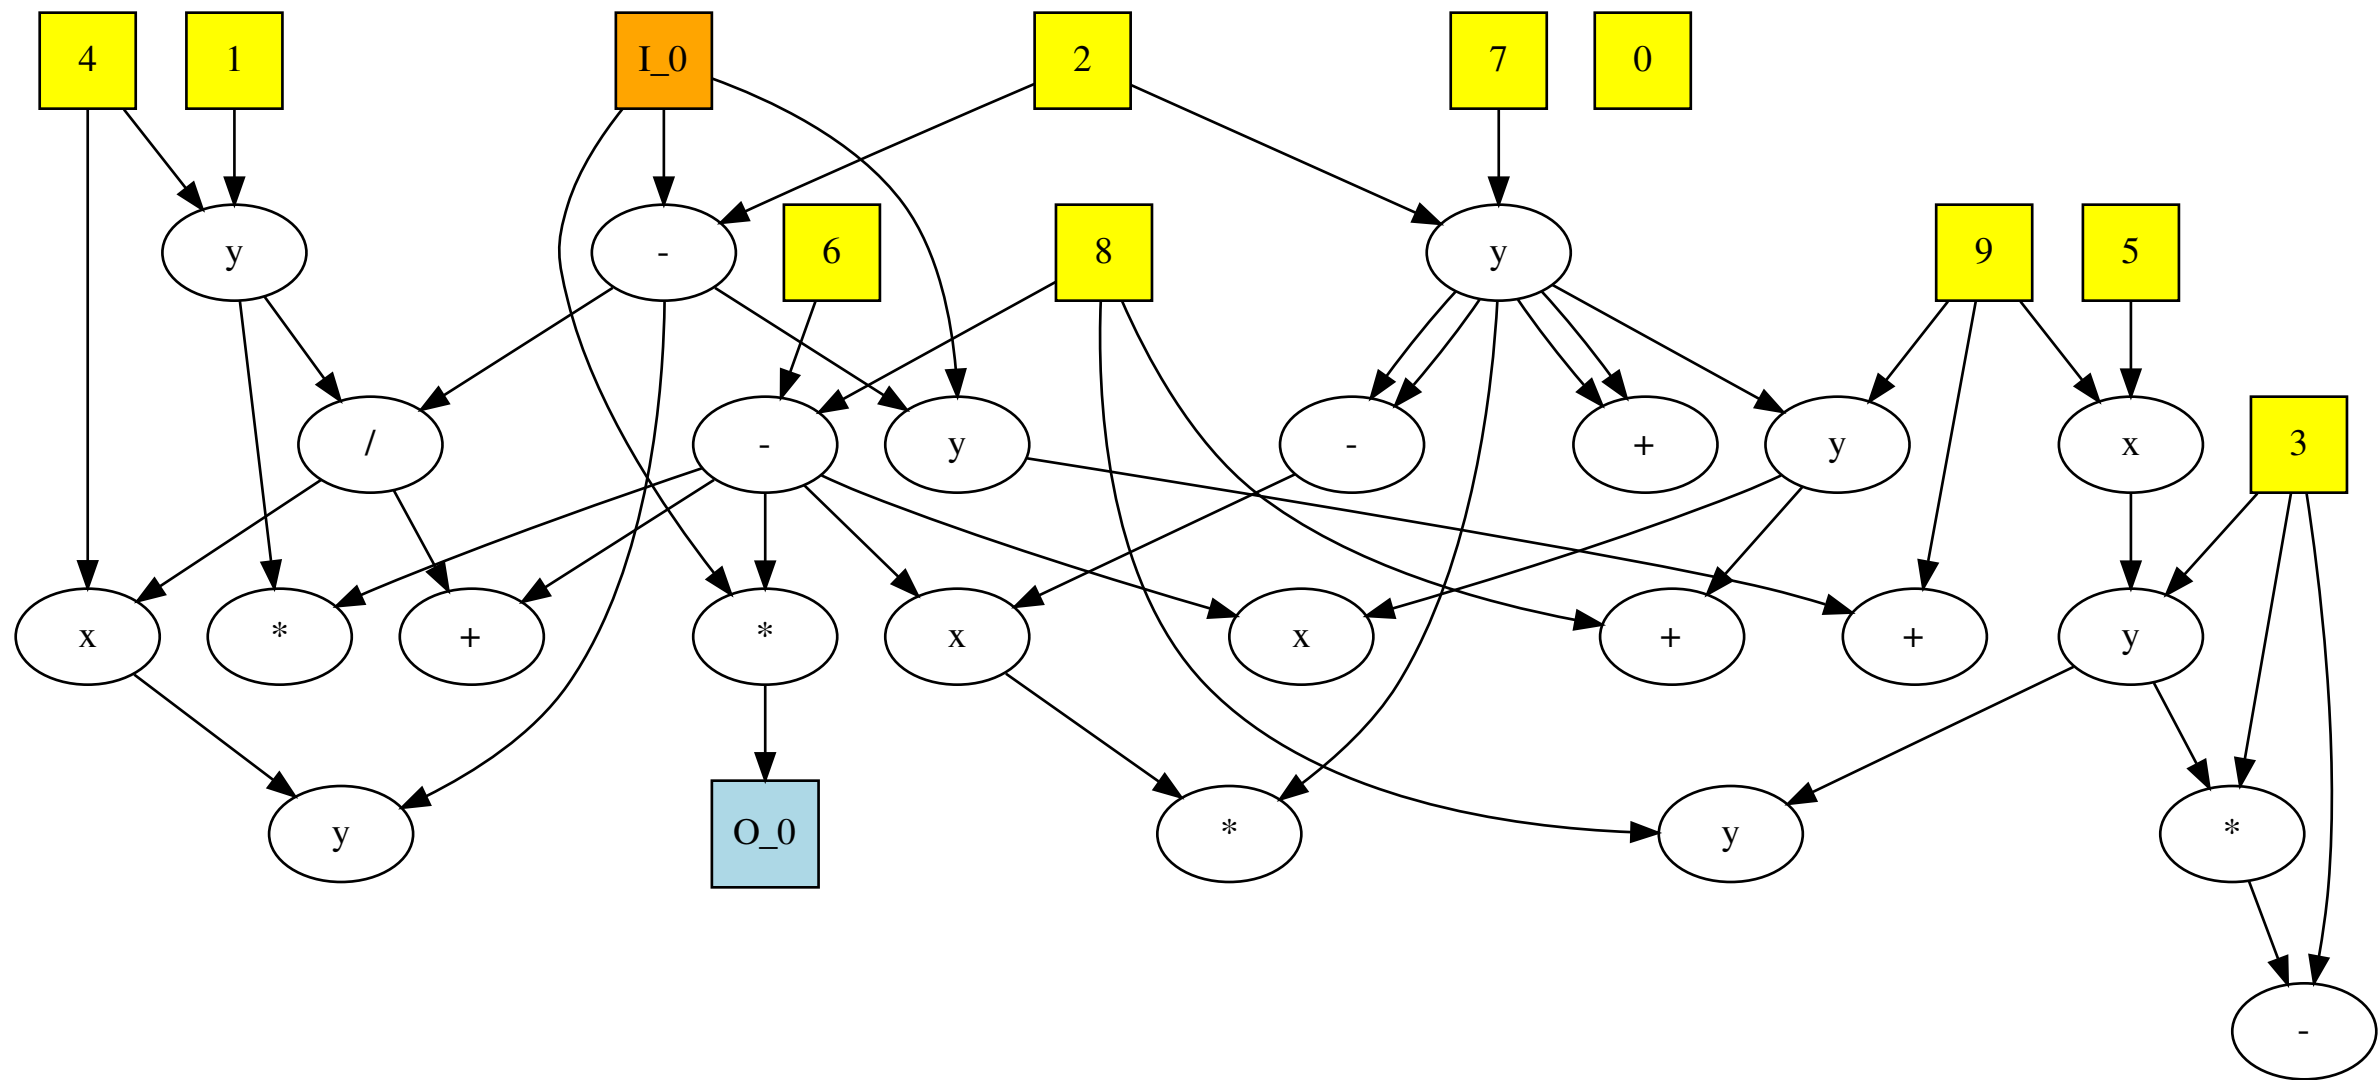 4 1 I_0 2 7 0
y - 6 8 y 9 5
/ - y - + y x 3
x * + * x x + + y
y O_0 * y *
-